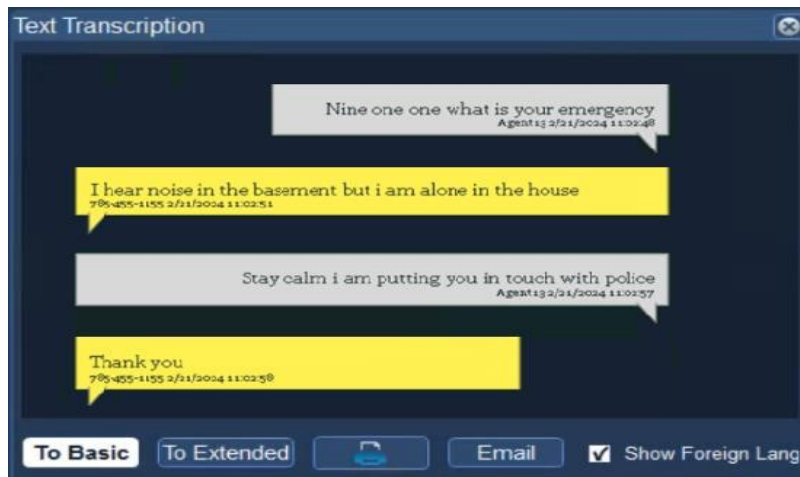 Text Transcription
Nine one one what is your emergency
Agent13 2/21/2024 11:02:48
I hear noise in the basement but i am alone in the house
785-455-1155 2/21/2024 11:02:51
Stay calm i am putting you in touch with police
Agent13 2/21/2024 11:02:57
Thank you
785-455-1155 2/21/2024 11:02:58
To Basic To Extended Email Show Foreign Lang